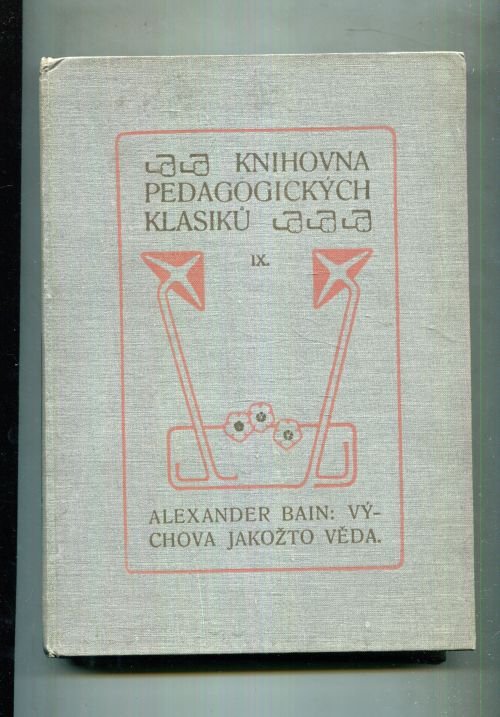 KNIHOVNA
PEDAGOGICKÝCH
KLASIKŮ
IX.
ALEXANDER BAIN: VÝ-
CHOVA JAKOŽTO VĚDA.